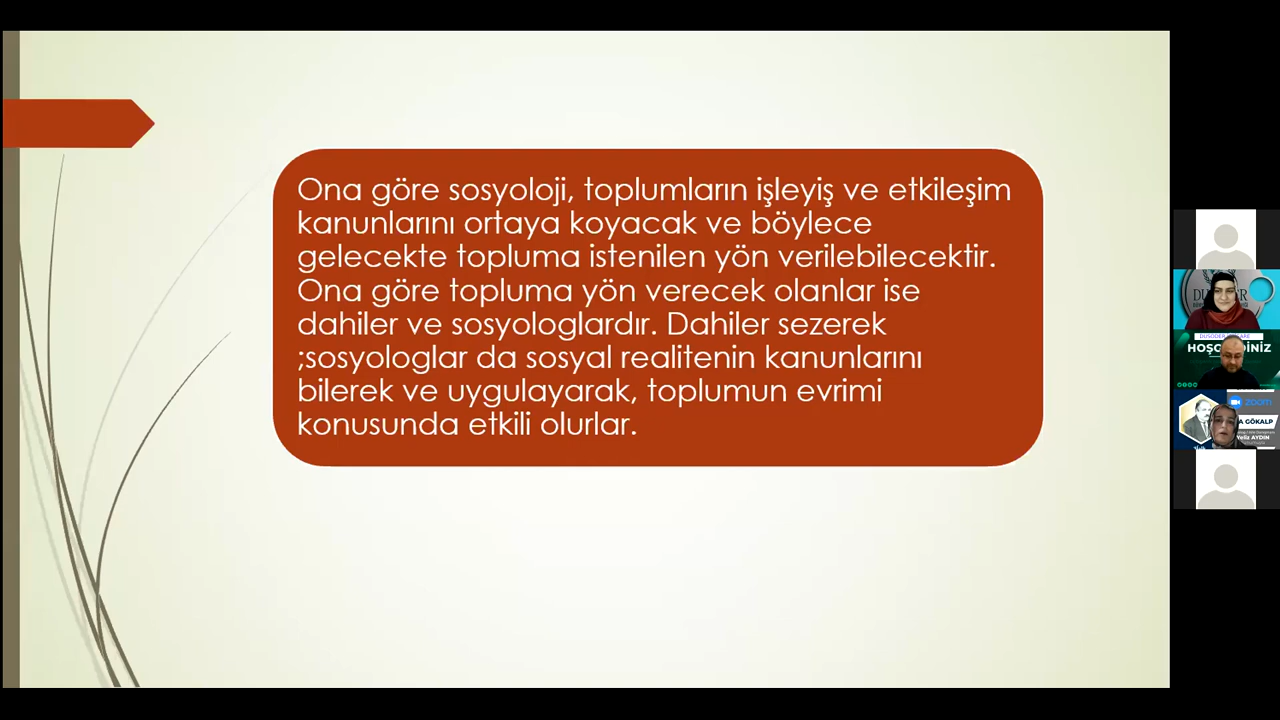 Ona göre sosyoloji, toplumların işleyiş ve etkileşim
kanunlarını ortaya koyacak ve böylece
gelecekte topluma istenilen yön verilebilecektir.
Ona göre topluma yön verecek olanlar ise
dahiler ve sosyologlardır. Dahiler sezerek
;sosyologlar da sosyal realitenin kanunlarını
bilerek ve uygulayarak, toplumun evrimi
konusunda etkili olurlar.
zoom
A GÖKALP
Yeliz AYDIN